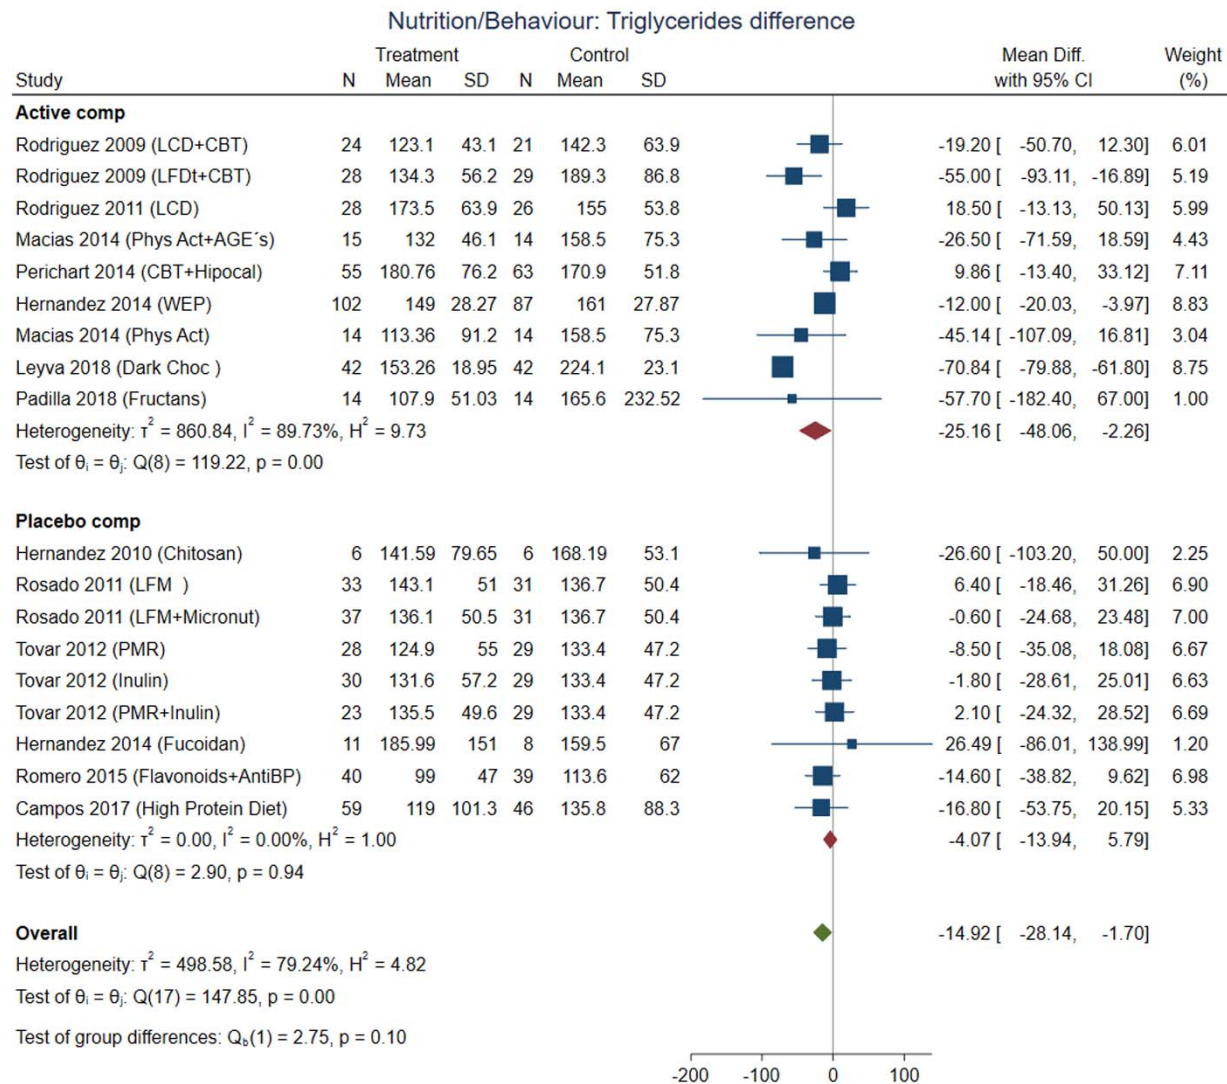 Nutrition/Behaviour: Triglycerides difference
Treatment Control Mean Diff. Weight
Study N Mean SD N Mean SD with 95% CI (%)
Active comp
Rodriguez 2009 (LCD+CBT) 24 123.1 43.1 21 142.3 63.9 -19.20 [ -50.70, 12.30] 6.01
Rodriguez 2009 (LFDt+CBT) 28 134.3 56.2 29 189.3 86.8 -55.00 [ -93.11, -16.89] 5.19
Rodriguez 2011 (LCD) 28 173.5 63.9 26 155 53.8 18.50 [ -13.13, 50.13] 5.99
Macias 2014 (Phys Act+AGE´s) 15 132 46.1 14 158.5 75.3 -26.50 [ -71.59, 18.59] 4.43
Perichart 2014 (CBT+Hipocal) 55 180.76 76.2 63 170.9 51.8 9.86 [ -13.40, 33.12] 7.11
Hernandez 2014 (WEP) 102 149 28.27 87 161 27.87 -12.00 [ -20.03, -3.97] 8.83
Macias 2014 (Phys Act) 14 113.36 91.2 14 158.5 75.3 -45.14 [ -107.09, 16.81] 3.04
Leyva 2018 (Dark Choc ) 42 153.26 18.95 42 224.1 23.1 -70.84 [ -79.88, -61.80] 8.75
Padilla 2018 (Fructans) 14 107.9 51.03 14 165.6 232.52 -57.70 [ -182.40, 67.00] 1.00
Heterogeneity: τ² = 860.84, I² = 89.73%, H² = 9.73 -25.16 [ -48.06, -2.26]
Test of θᵢ = θⱼ: Q(8) = 119.22, p = 0.00
Placebo comp
Hernandez 2010 (Chitosan) 6 141.59 79.65 6 168.19 53.1 -26.60 [ -103.20, 50.00] 2.25
Rosado 2011 (LFM ) 33 143.1 51 31 136.7 50.4 6.40 [ -18.46, 31.26] 6.90
Rosado 2011 (LFM+Micronut) 37 136.1 50.5 31 136.7 50.4 -0.60 [ -24.68, 23.48] 7.00
Tovar 2012 (PMR) 28 124.9 55 29 133.4 47.2 -8.50 [ -35.08, 18.08] 6.67
Tovar 2012 (Inulin) 30 131.6 57.2 29 133.4 47.2 -1.80 [ -28.61, 25.01] 6.63
Tovar 2012 (PMR+Inulin) 23 135.5 49.6 29 133.4 47.2 2.10 [ -24.32, 28.52] 6.69
Hernandez 2014 (Fucoidan) 11 185.99 151 8 159.5 67 26.49 [ -86.01, 138.99] 1.20
Romero 2015 (Flavonoids+AntiBP) 40 99 47 39 113.6 62 -14.60 [ -38.82, 9.62] 6.98
Campos 2017 (High Protein Diet) 59 119 101.3 46 135.8 88.3 -16.80 [ -53.75, 20.15] 5.33
Heterogeneity: τ² = 0.00, I² = 0.00%, H² = 1.00 -4.07 [ -13.94, 5.79]
Test of θᵢ = θⱼ: Q(8) = 2.90, p = 0.94
Overall -14.92 [ -28.14, -1.70]
Heterogeneity: τ² = 498.58, I² = 79.24%, H² = 4.82
Test of θᵢ = θⱼ: Q(17) = 147.85, p = 0.00
Test of group differences: Q_b(1) = 2.75, p = 0.10
-200 -100 0 100